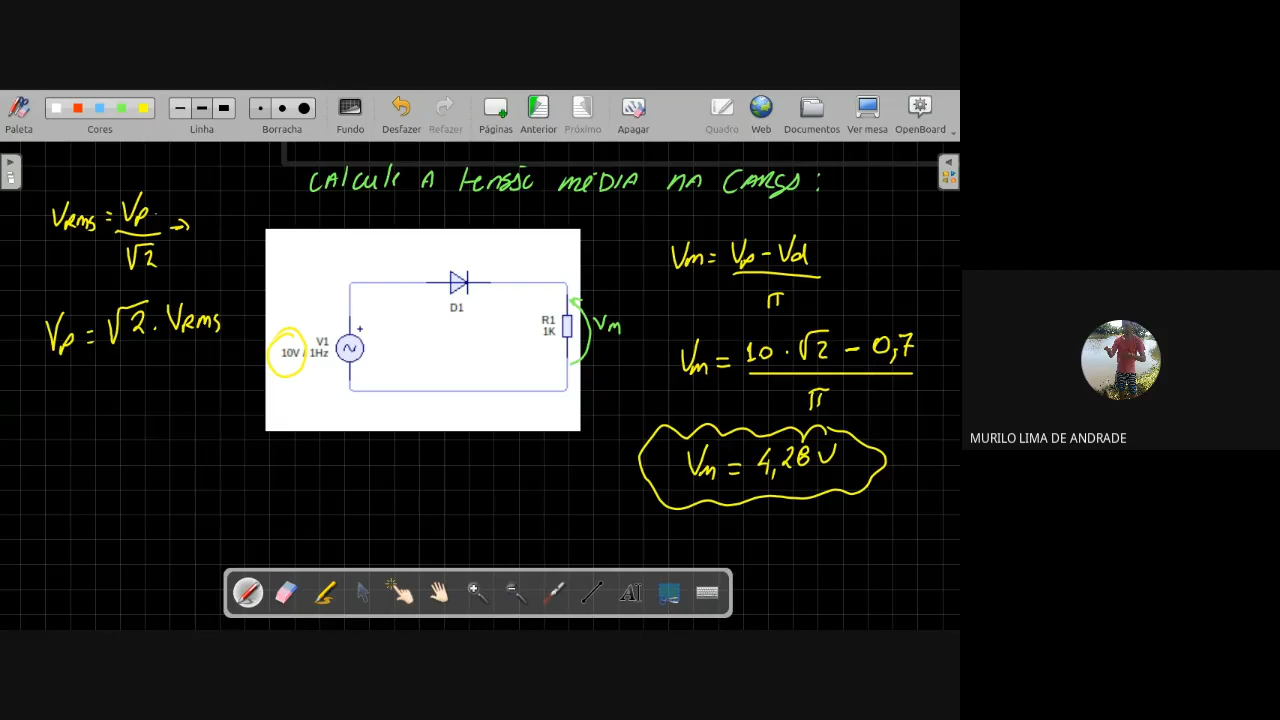 Paleta Cores Linha Borracha Fundo Desfazer Refazer Páginas Anterior Próximo Apagar Quadro Web Documentos Ver mesa OpenBoard
CALCULE A TENSÃO MÉDIA NA CARGA:
VRMS = Vp / √2 →
Vp = √2 . VRMS
D1
R1
1K
VM
V1
10V / 1Hz
+
Vm = Vp - Vd / π
Vm = 10 . √2 - 0,7 / π
Vm = 4,28 V
AI
MURILO LIMA DE ANDRADE